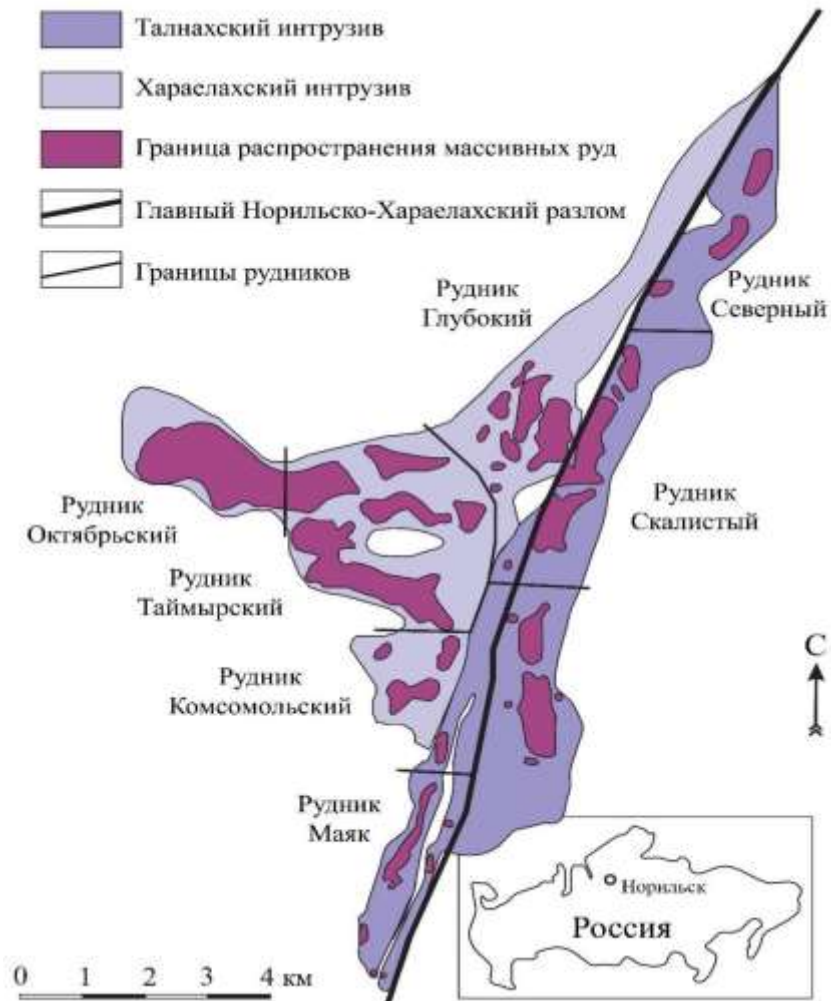 Талнахский интрузив
Хараелахский интрузив
Граница распространения массивных руд
Главный Норильско-Хараелахский разлом
Границы рудников
Рудник
Глубокий
Рудник
Северный
Рудник
Октябрьский
Рудник
Скалистый
Рудник
Таймырский
Рудник
Комсомольский
С
Рудник
Маяк
Норильск
Россия
0 1 2 3 4 км